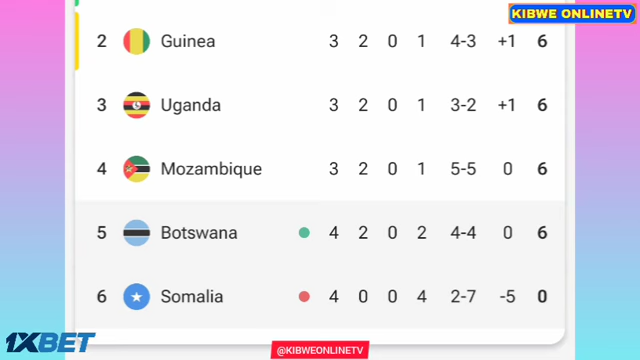 KIBWE ONLINETV
2 Guinea 3 2 0 1 4-3 +1 6
3 Uganda 3 2 0 1 3-2 +1 6
4 Mozambique 3 2 0 1 5-5 0 6
5 Botswana 4 2 0 2 4-4 0 6
6 Somalia 4 0 0 4 2-7 -5 0
1XBET
@KIBWEONLINETV